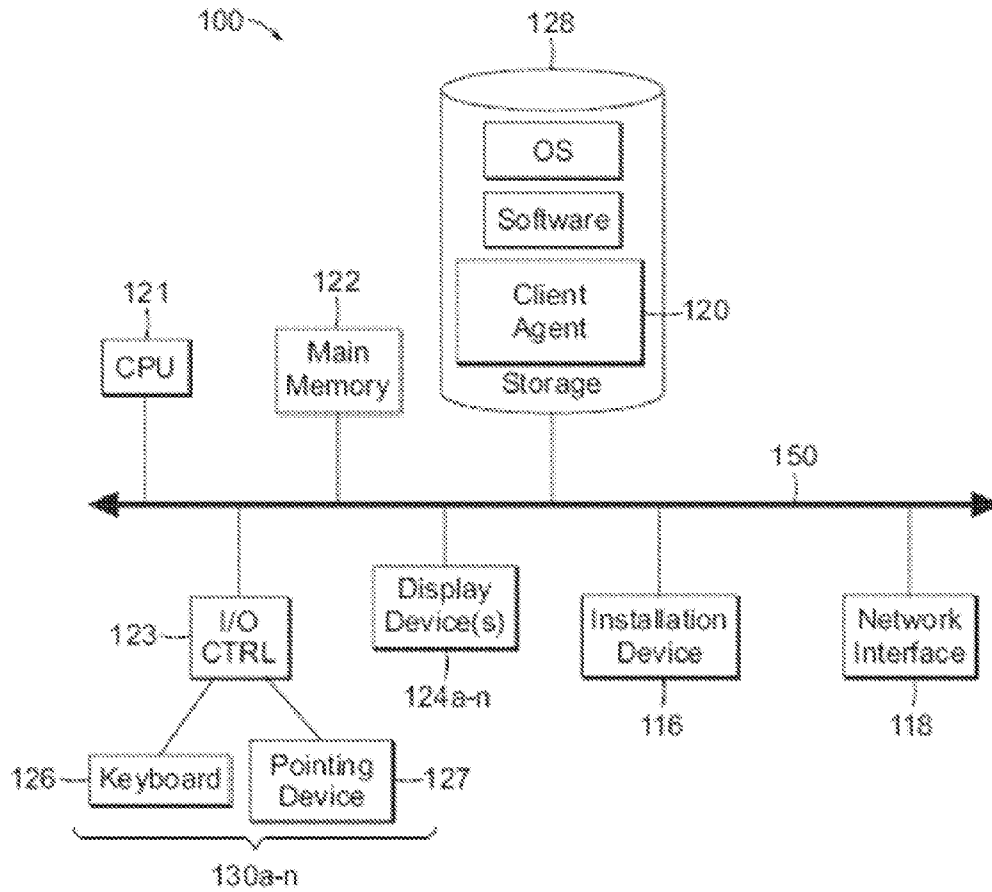 100
128
OS
Software
Client
Agent
120
Storage
121
CPU
122
Main
Memory
150
I/O
CTRL
123
Display
Device(s)
124a-n
Installation
Device
116
Network
Interface
118
126
Keyboard
Pointing
Device
127
130a-n